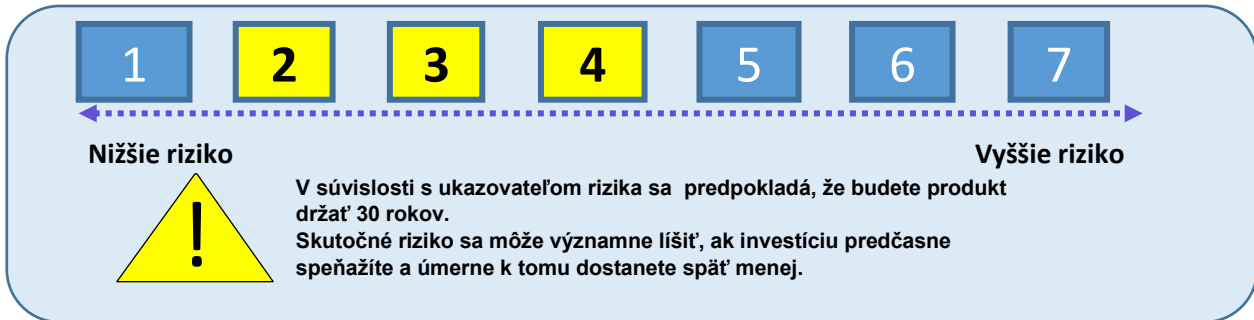 1 2 3 4 5 6 7
Nižšie riziko Vyššie riziko
! V súvislosti s ukazovateľom rizika sa predpokladá, že budete produkt
držať 30 rokov.
Skutočné riziko sa môže významne líšiť, ak investíciu predčasne
speňažíte a úmerne k tomu dostanete späť menej.